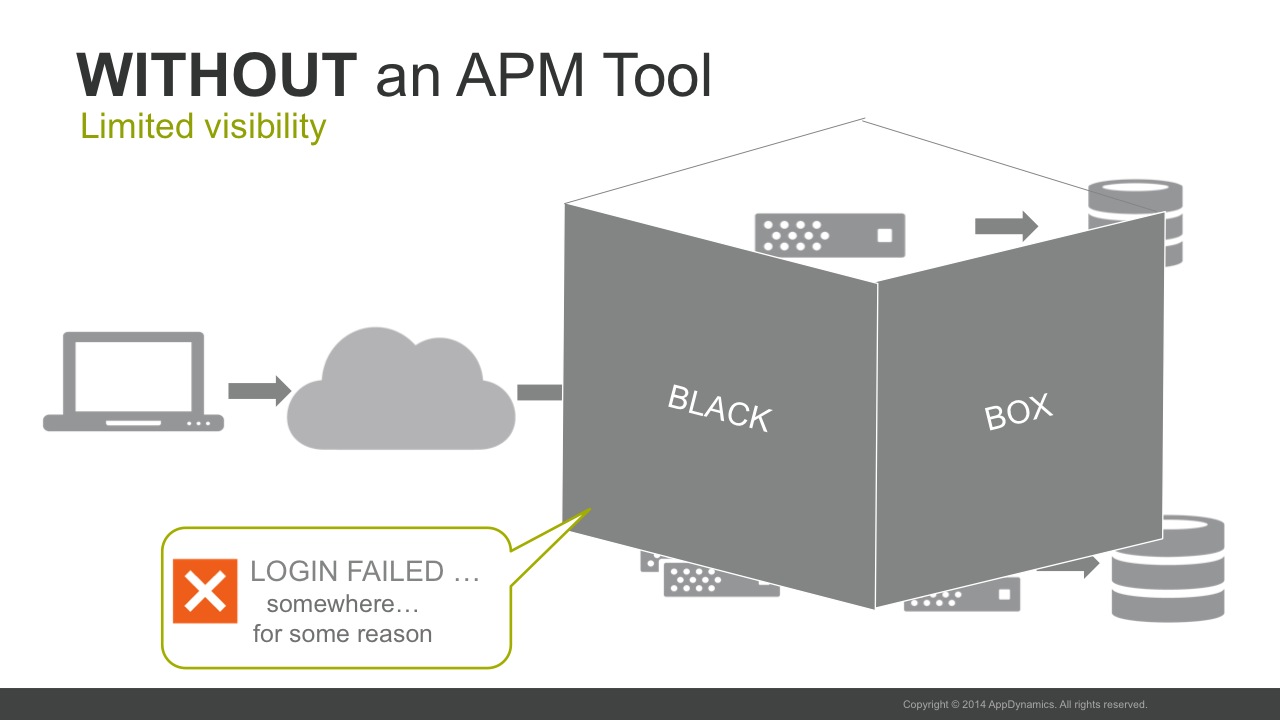 WITHOUT an APM Tool
Limited visibility
BLACK
BOX
LOGIN FAILED …
somewhere…
for some reason
Copyright © 2014 AppDynamics. All rights reserved.